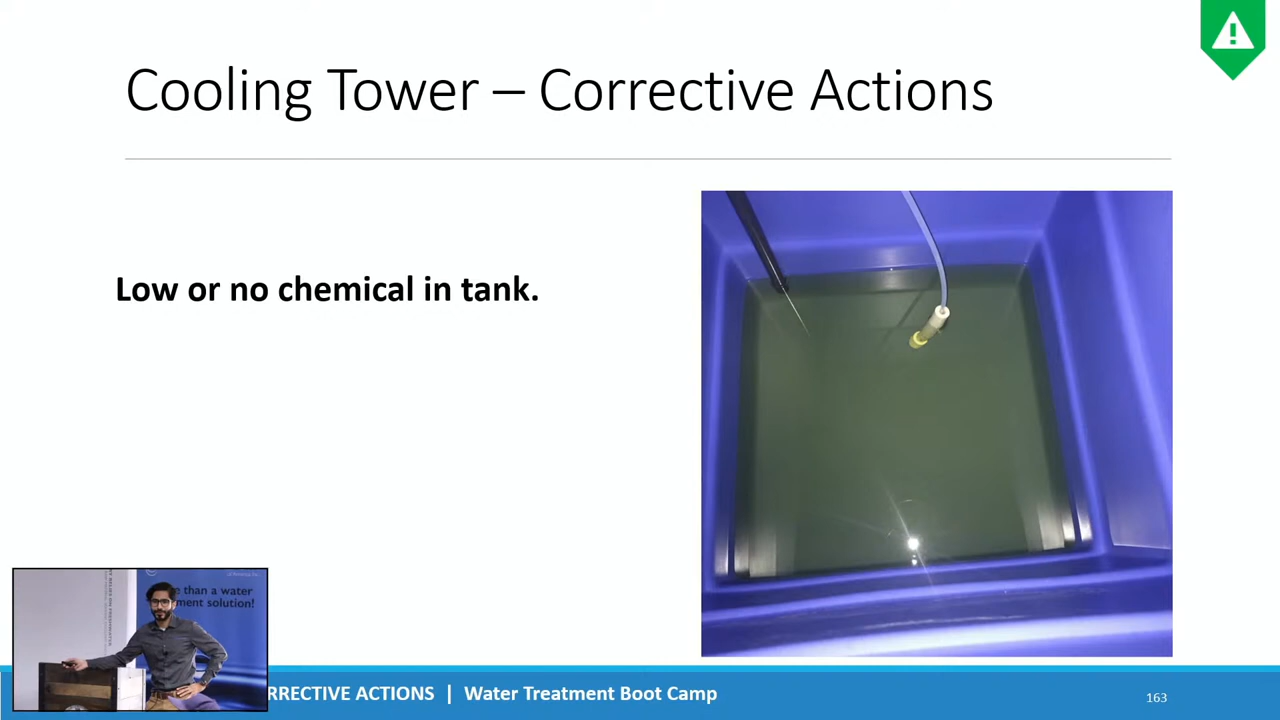 Cooling Tower – Corrective Actions
Low or no chemical in tank.
than a water
solution!
RRECTIVE ACTIONS | Water Treatment Boot Camp
163